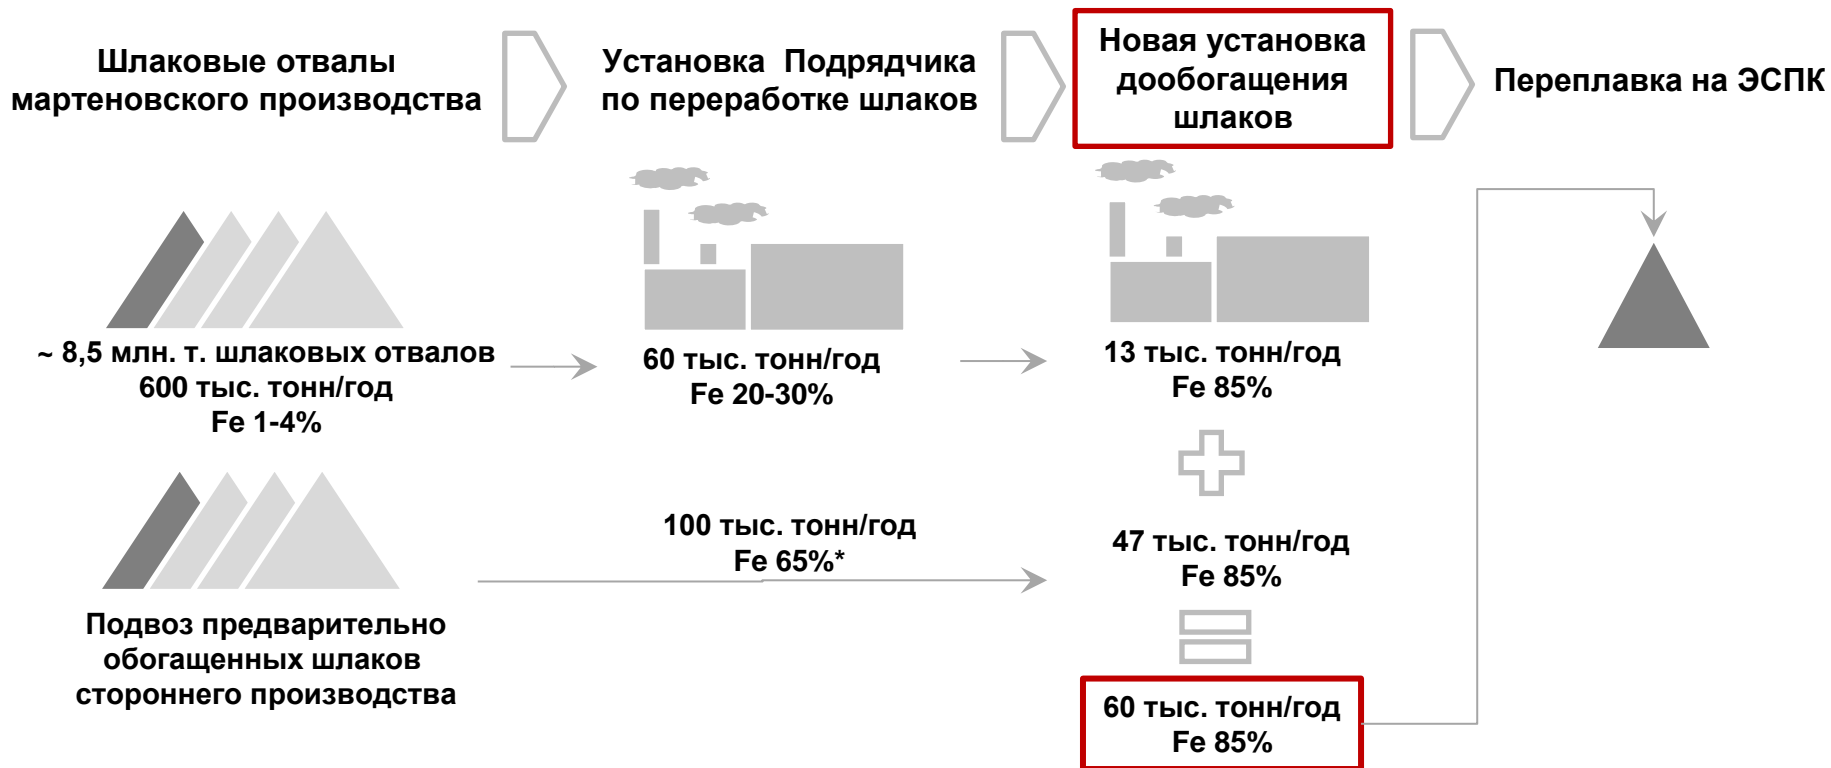 Шлаковые отвалы
мартеновского производства
Установка Подрядчика
по переработке шлаков
Новая установка
дообогащения
шлаков
Переплавка на ЭСПК
~ 8,5 млн. т. шлаковых отвалов
600 тыс. тонн/год
Fe 1-4%
60 тыс. тонн/год
Fe 20-30%
13 тыс. тонн/год
Fe 85%
100 тыс. тонн/год
Fe 65%*
47 тыс. тонн/год
Fe 85%
Подвоз предварительно
обогащенных шлаков
стороннего производства
60 тыс. тонн/год
Fe 85%